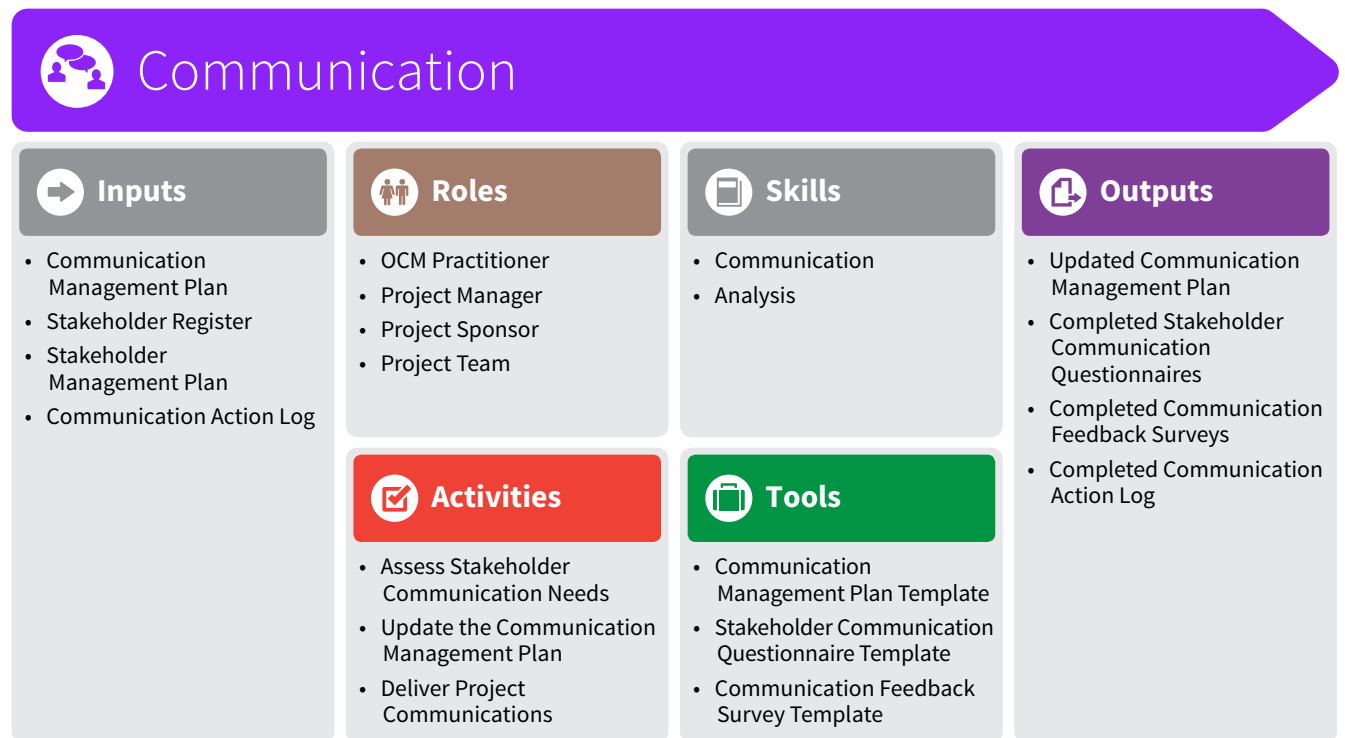 Communication
Inputs
• Communication
Management Plan
• Stakeholder Register
• Stakeholder
Management Plan
• Communication Action Log
Roles
• OCM Practitioner
• Project Manager
• Project Sponsor
• Project Team
Skills
• Communication
• Analysis
Activities
• Assess Stakeholder
Communication Needs
• Update the Communication
Management Plan
• Deliver Project
Communications
Tools
• Communication
Management Plan Template
• Stakeholder Communication
Questionnaire Template
• Communication Feedback
Survey Template
Outputs
• Updated Communication
Management Plan
• Completed Stakeholder
Communication
Questionnaires
• Completed Communication
Feedback Surveys
• Completed Communication
Action Log